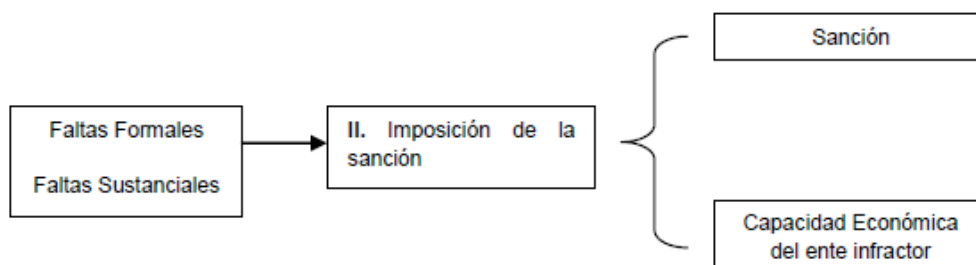 Faltas Formales
Faltas Sustanciales
II. Imposición de la
sanción
Sanción
Capacidad Económica
del ente infractor